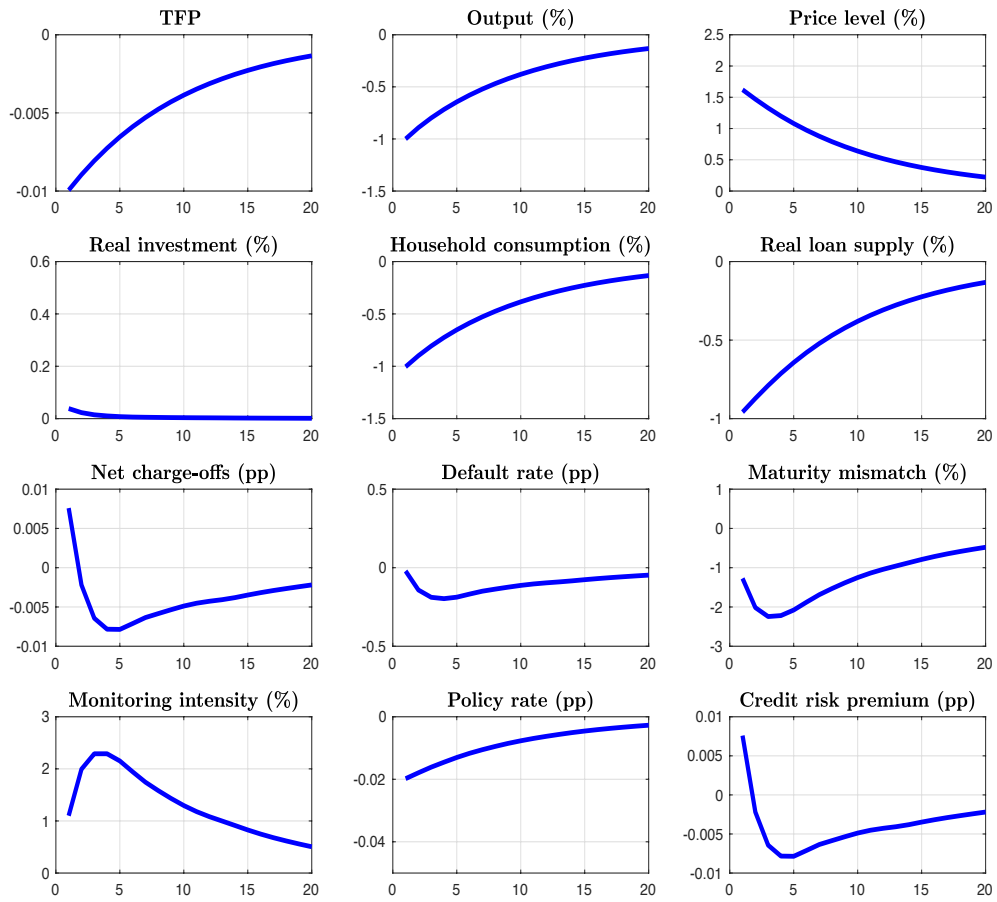 TFP
Output (%)
Price level (%)
0
-0.005
-0.01
0 5 10 15 20
0
-0.5
-1
-1.5
0 5 10 15 20
2.5
2
1.5
1
0.5
0
0 5 10 15 20
Real investment (%)
Household consumption (%)
Real loan supply (%)
0.6
0.4
0.2
0
0 5 10 15 20
0
-0.5
-1
-1.5
0 5 10 15 20
0
-0.5
-1
0 5 10 15 20
Net charge-offs (pp)
Default rate (pp)
Maturity mismatch (%)
0.01
0.005
0
-0.005
-0.01
0 5 10 15 20
0.5
0
-0.5
0 5 10 15 20
1
0
-1
-2
-3
0 5 10 15 20
Monitoring intensity (%)
Policy rate (pp)
Credit risk premium (pp)
3
2
1
0
0 5 10 15 20
0
-0.02
-0.04
0 5 10 15 20
0.01
0.005
0
-0.005
-0.01
0 5 10 15 20